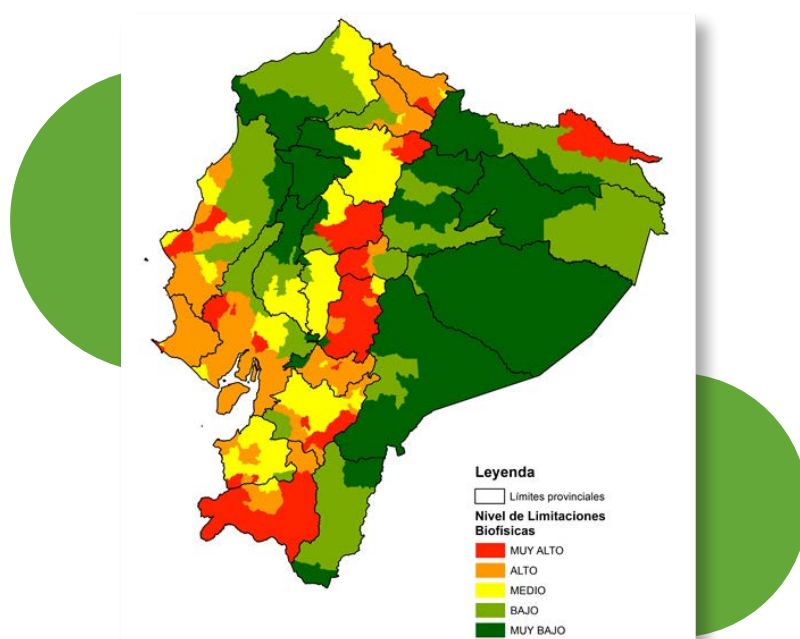 Leyenda
Límites provinciales
Nivel de Limitaciones
Biofísicas
MUY ALTO
ALTO
MEDIO
BAJO
MUY BAJO